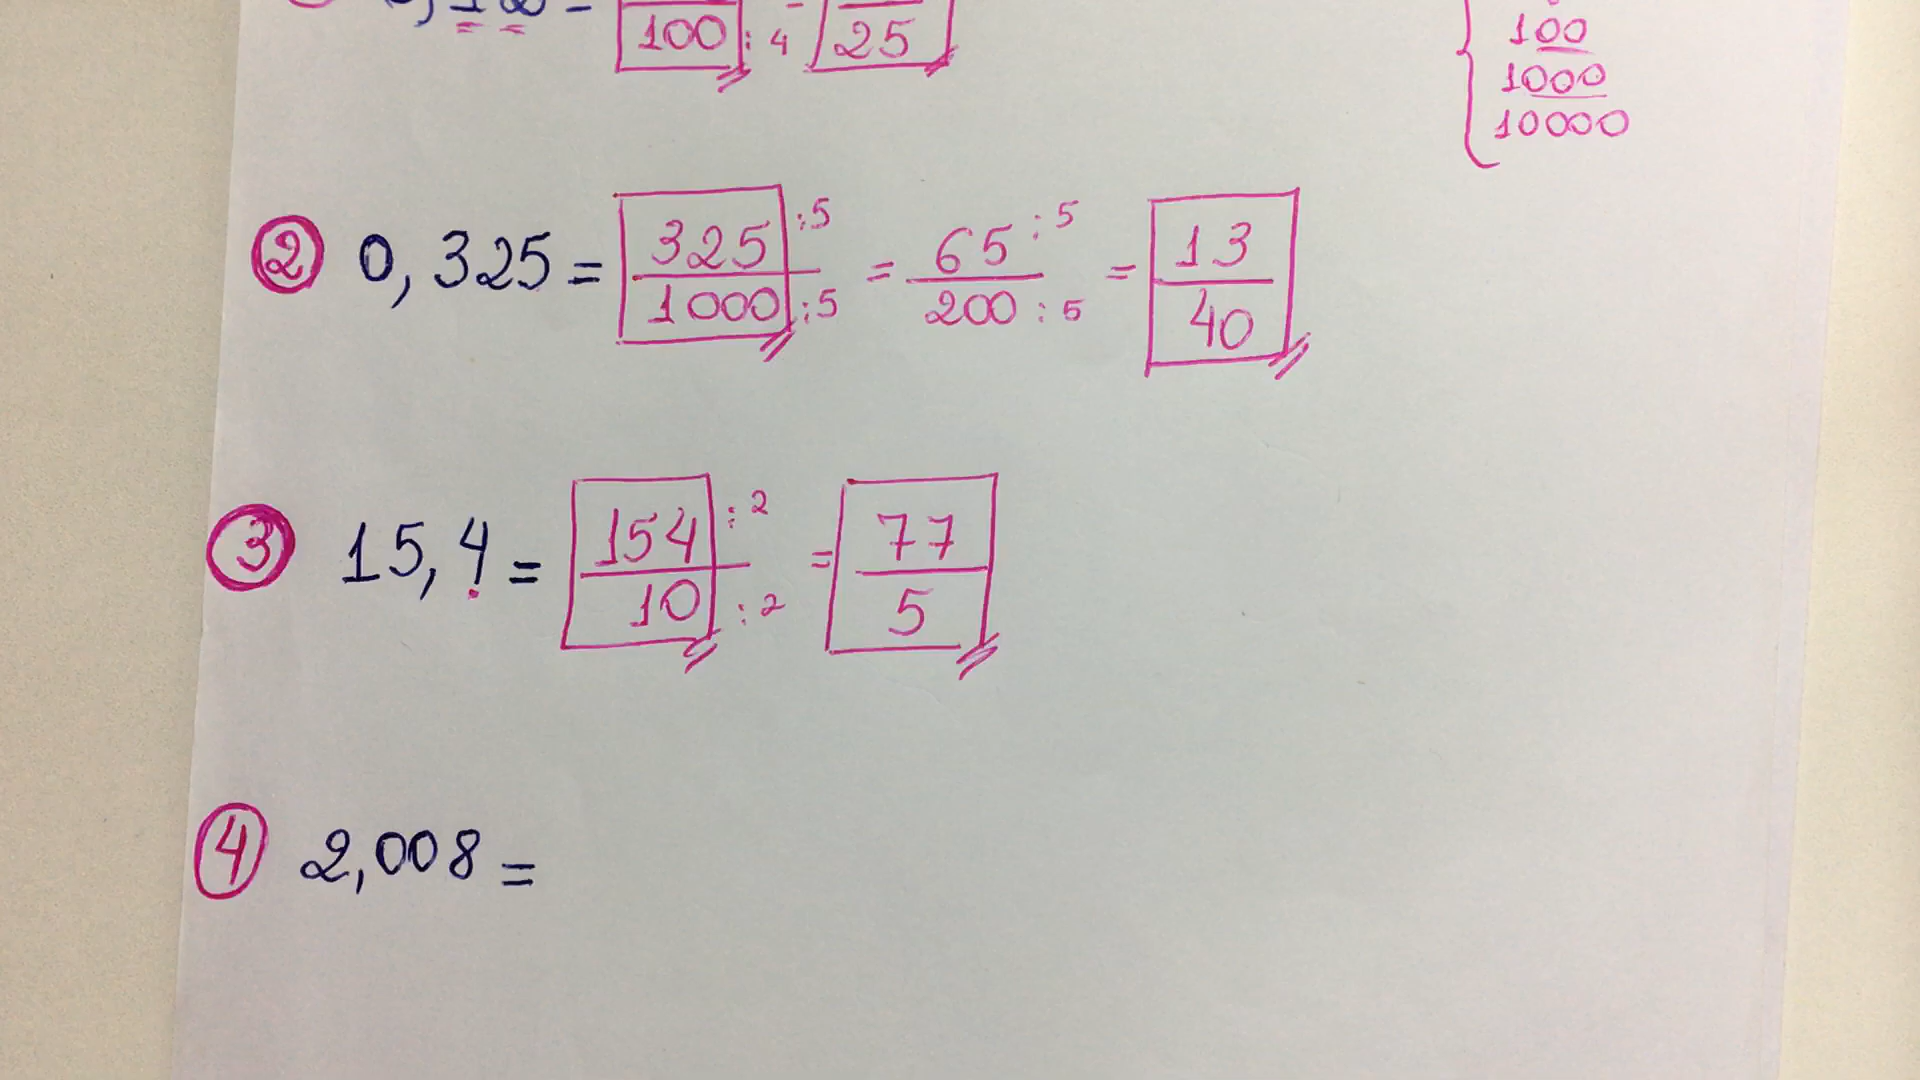 100 : 4 = 25
100
1000
10000
② 0,325 = 325/1000 :5 :5 = 65/200 :5 :5 = 13/40
③ 15,4 = 154/10 :2 :2 = 77/5
④ 2,008 =